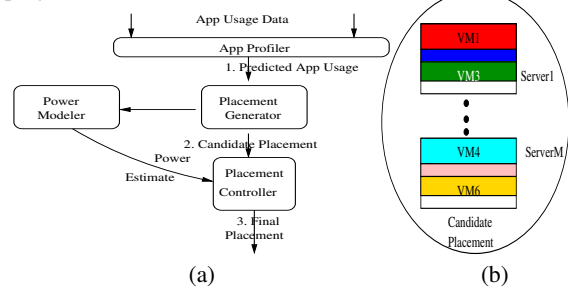 App Usage Data
App Profiler
1. Predicted App Usage
Power
Modeler
Placement
Generator
2. Candidate Placement
Power
Estimate
Placement
Controller
3. Final
Placement
(a)
VM1
VM3
Server1
VM4
ServerM
VM6
Candidate
Placement
(b)